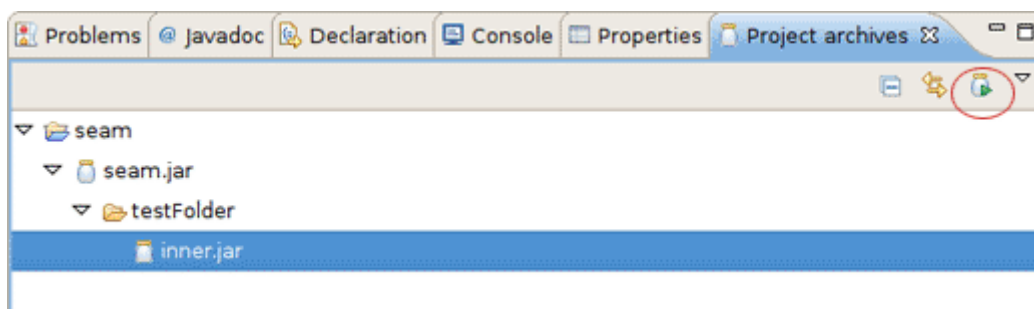 Problems @ Javadoc Declaration Console Properties Project archives
seam
seam.jar
testFolder
inner.jar